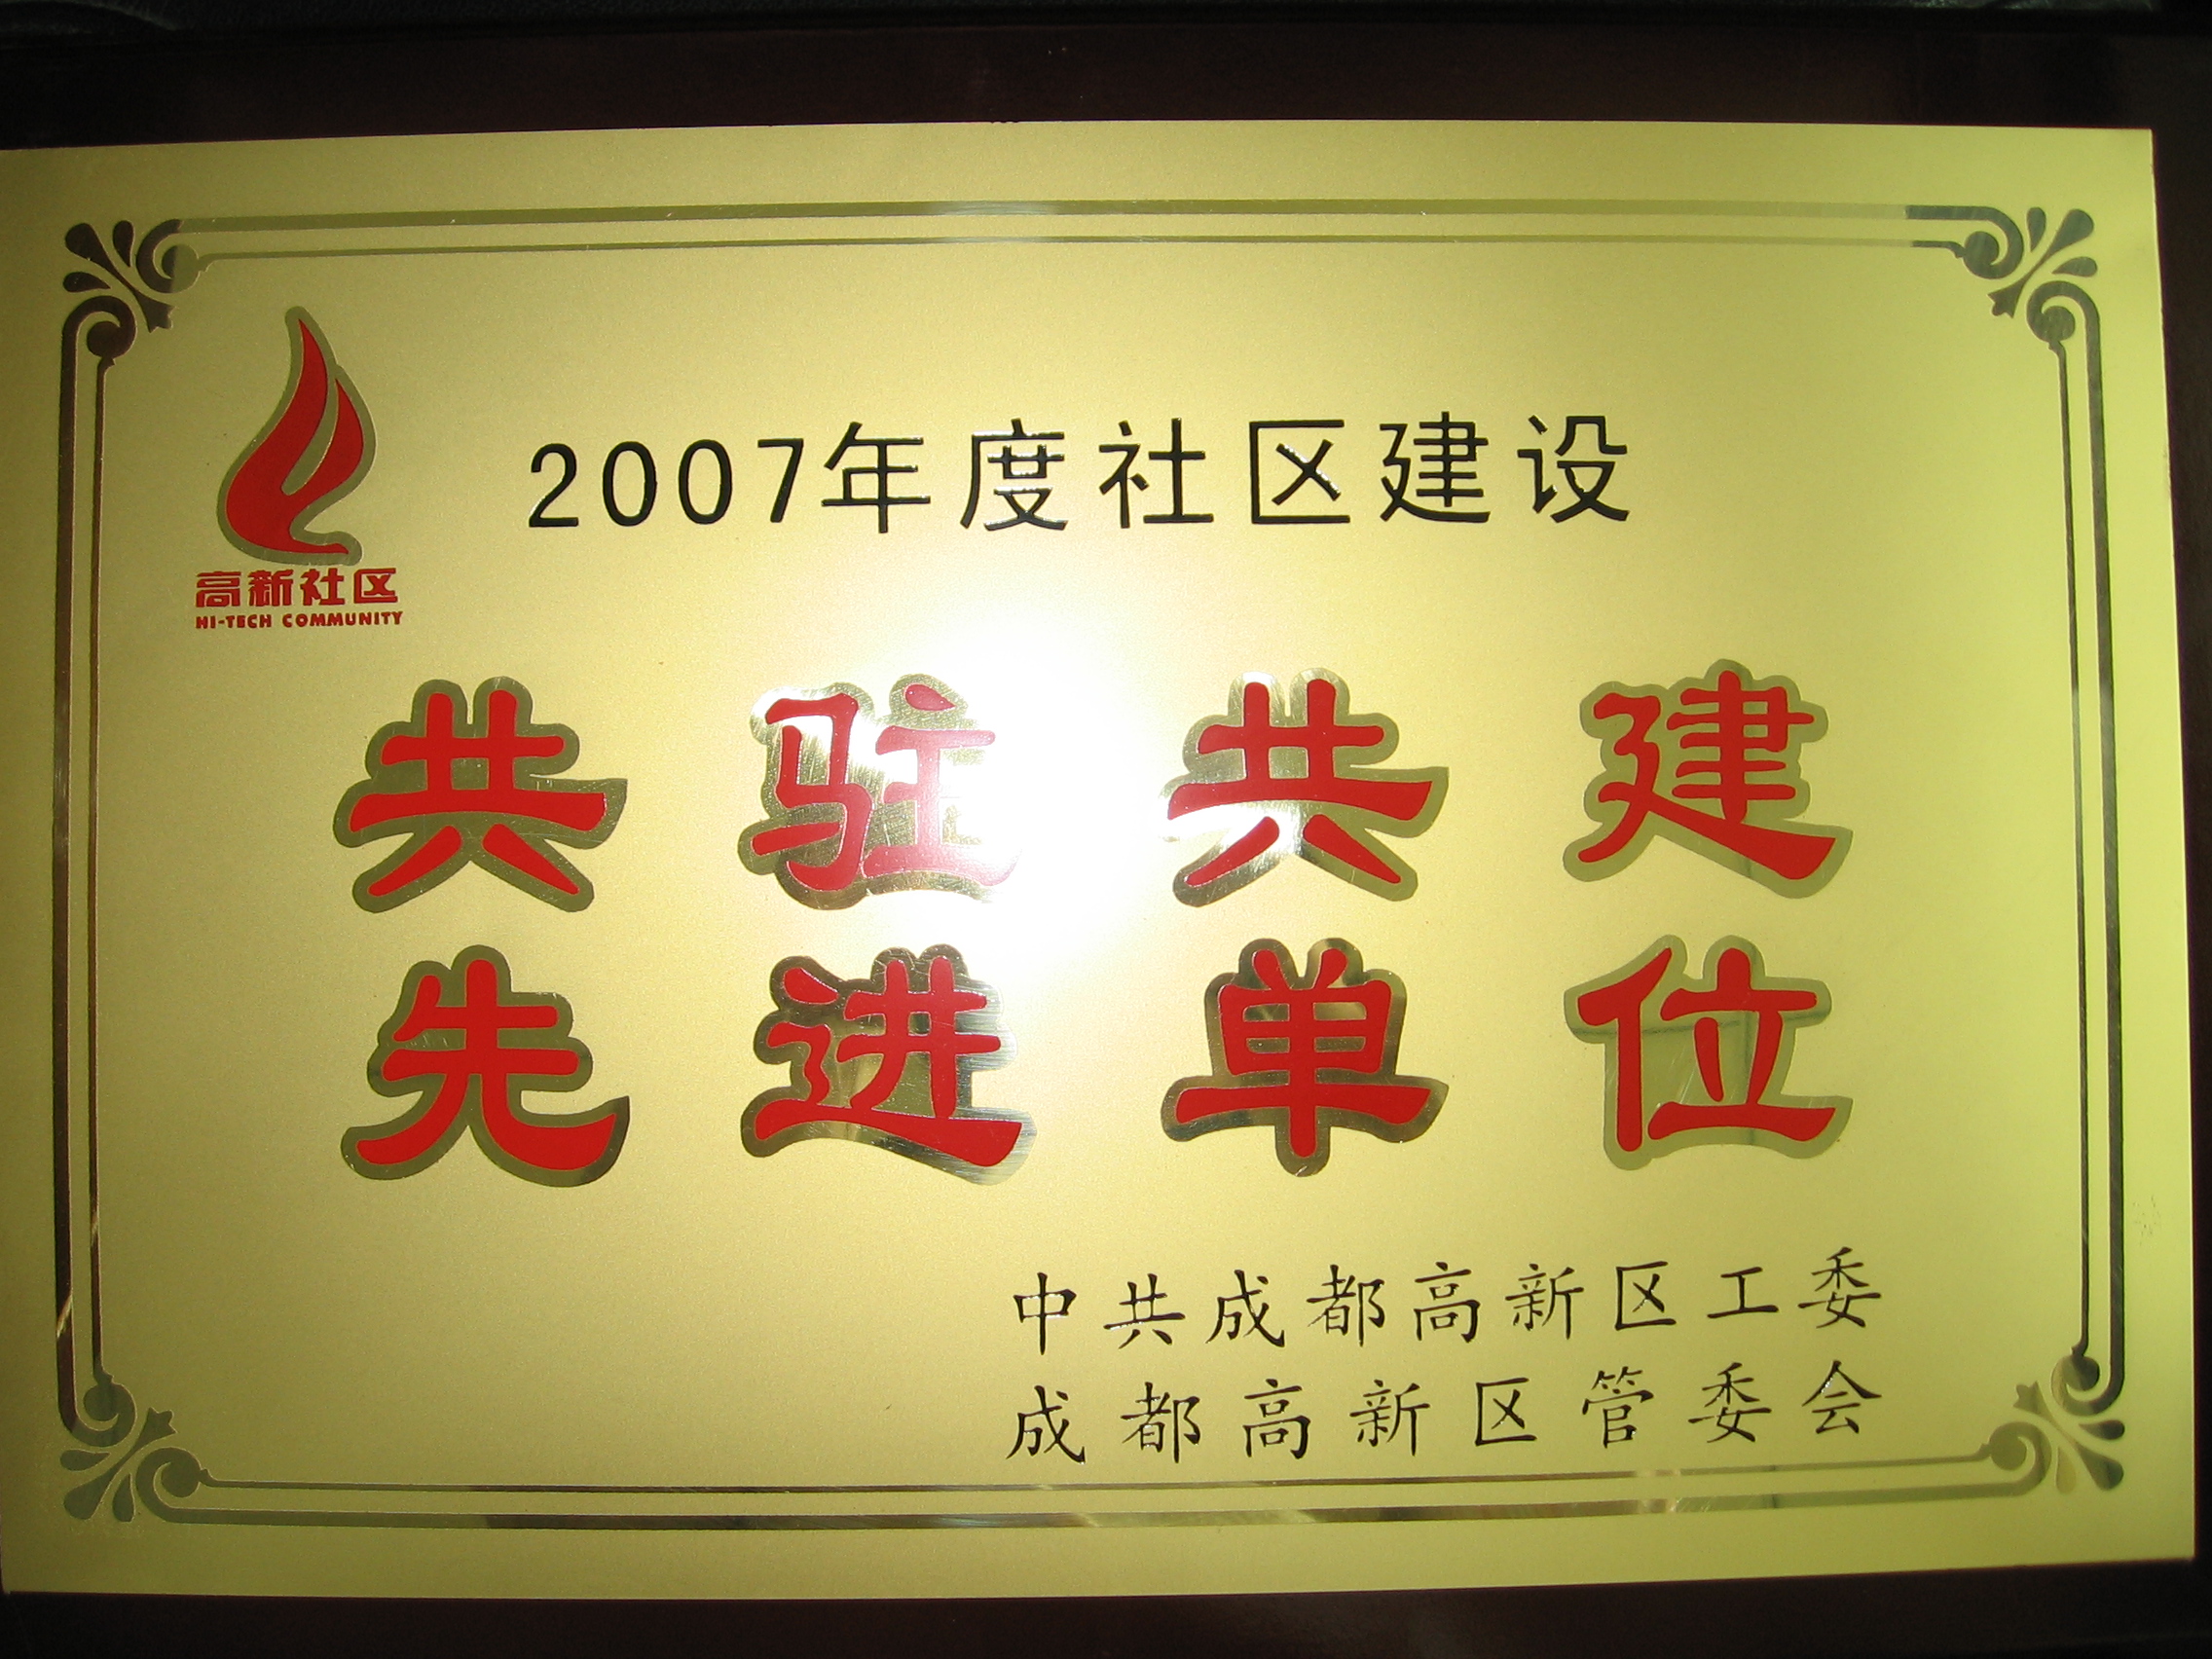 2007年度社区建设
高新社区
HI-TECH COMMUNITY
共驻共建
先进单位
中共成都高新区工委
成都高新区管委会